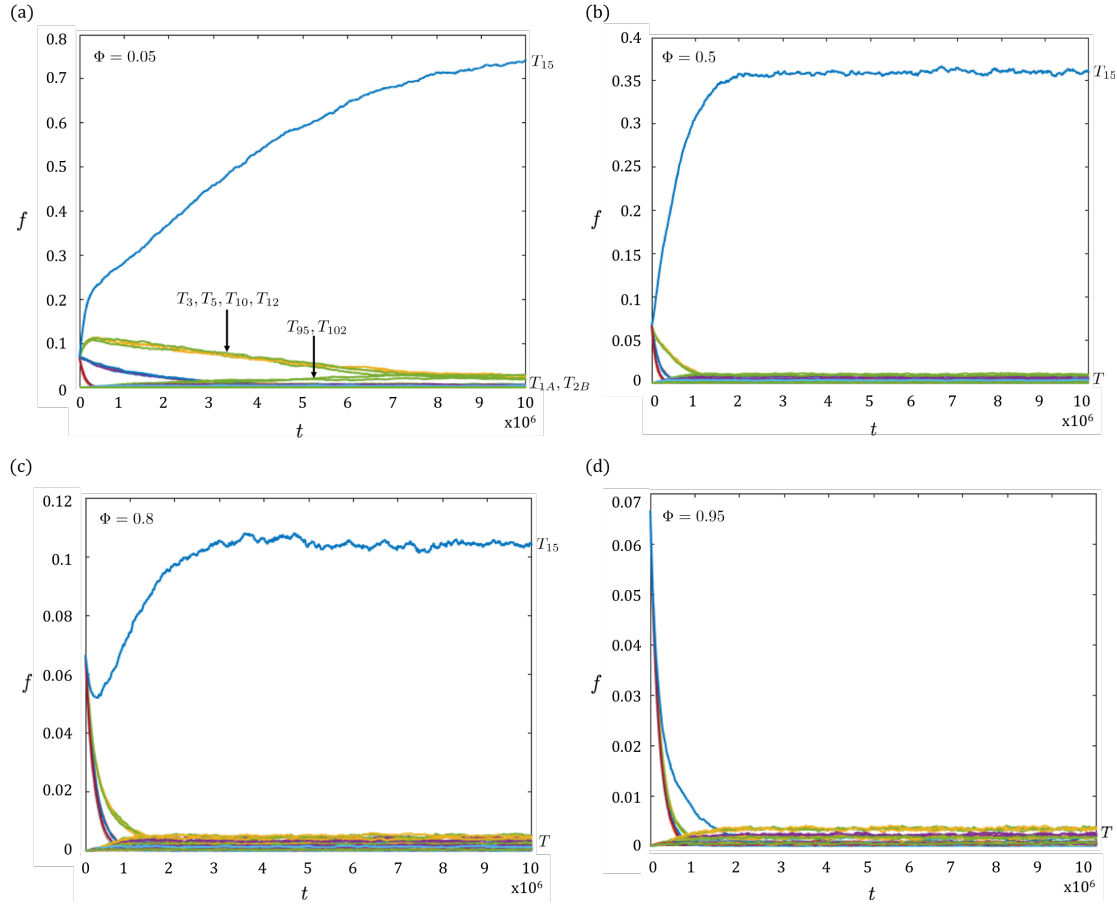 (a)
Φ = 0.05
0.8
0.7
0.6
0.5
0.4
0.3
0.2
0.1
0
f
T15
T3, T5, T10, T12
T95, T102
T1A, T2B
0 1 2 3 4 5 6 7 8 9 10
x10^6
t
(b)
Φ = 0.5
0.4
0.35
0.30
0.25
0.20
0.15
0.10
0.05
0
f
T15
T
0 1 2 3 4 5 6 7 8 9 10
x10^6
t
(c)
Φ = 0.8
0.12
0.1
0.08
0.06
0.04
0.02
0
f
T15
T
0 1 2 3 4 5 6 7 8 9 10
x10^6
t
(d)
Φ = 0.95
0.07
0.06
0.05
0.04
0.03
0.02
0.01
0
f
T
0 1 2 3 4 5 6 7 8 9 10
x10^6
t